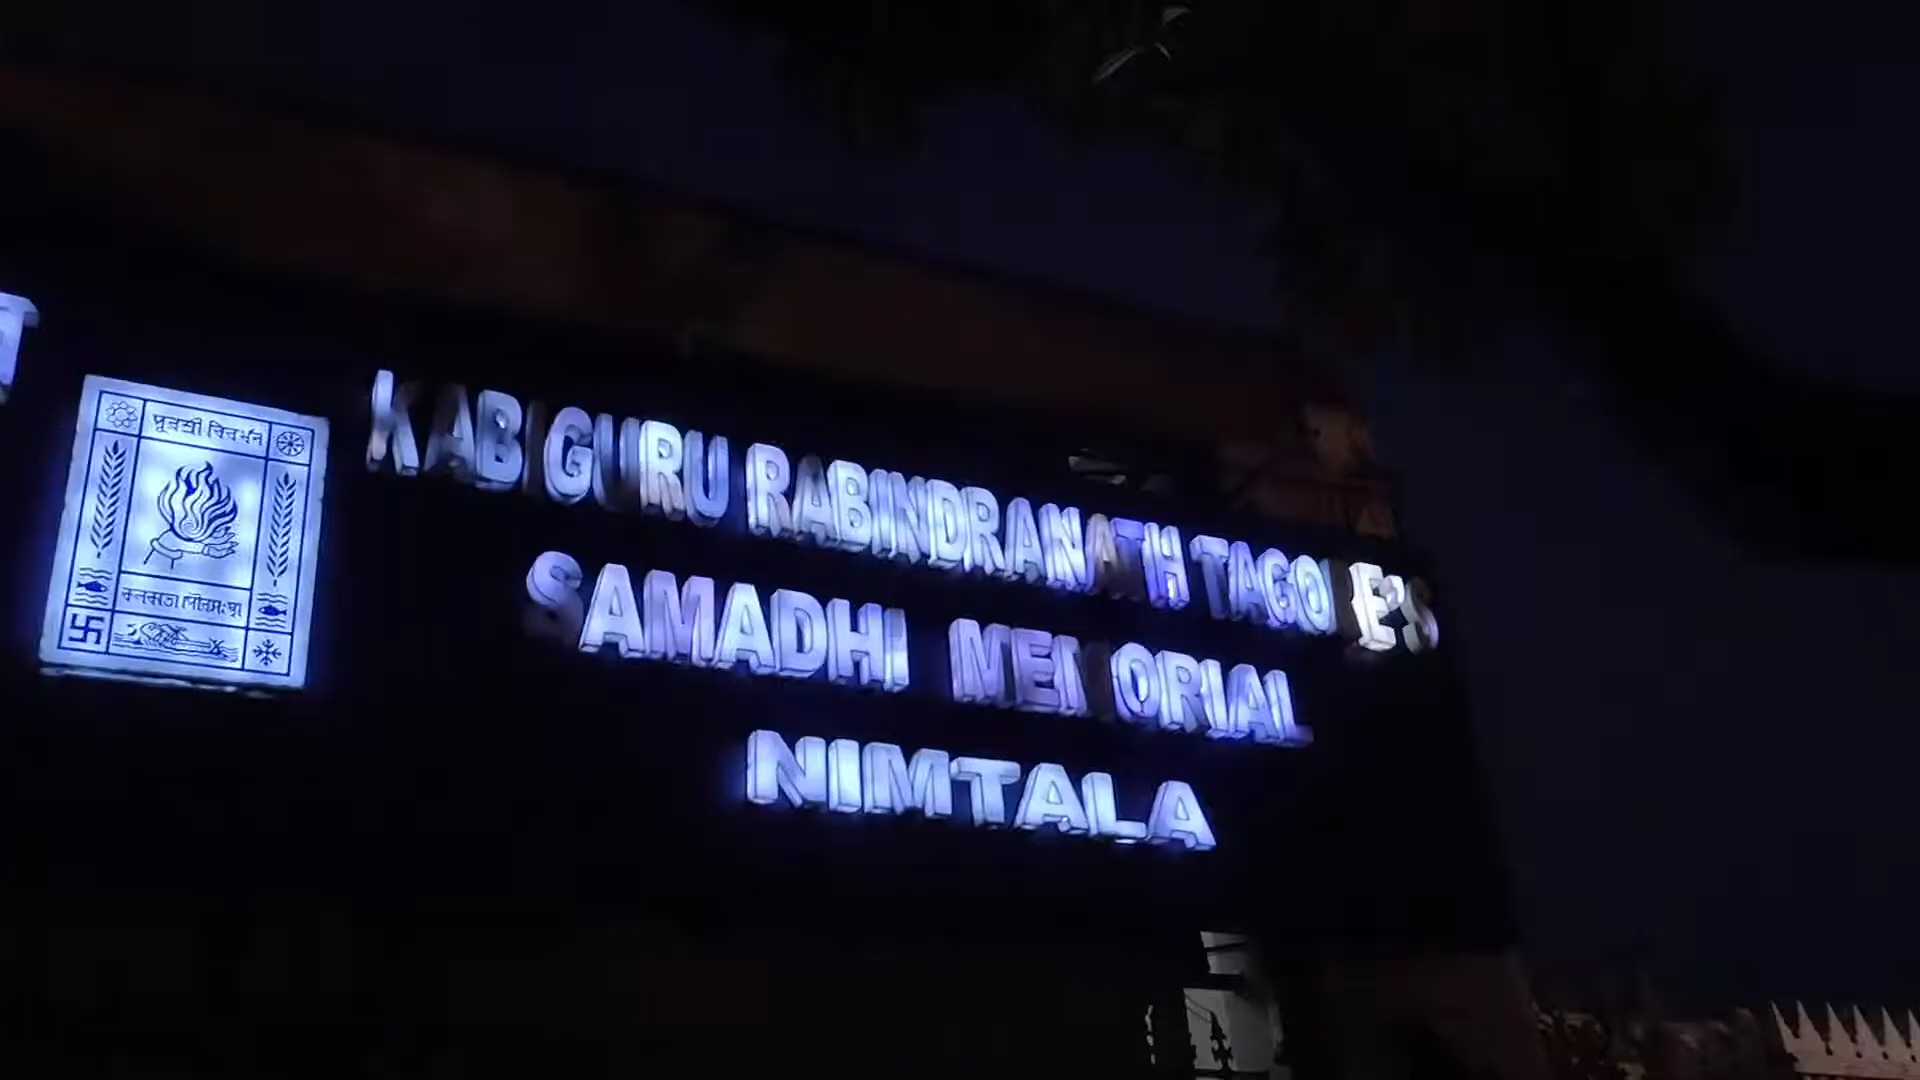 পুরশ্রী বিবর্ধন
কলকাতা পৌরসংস্থা
KABIGURU RABINDRANATH TAGORE'S
SAMADHI MEMORIAL
NIMTALA